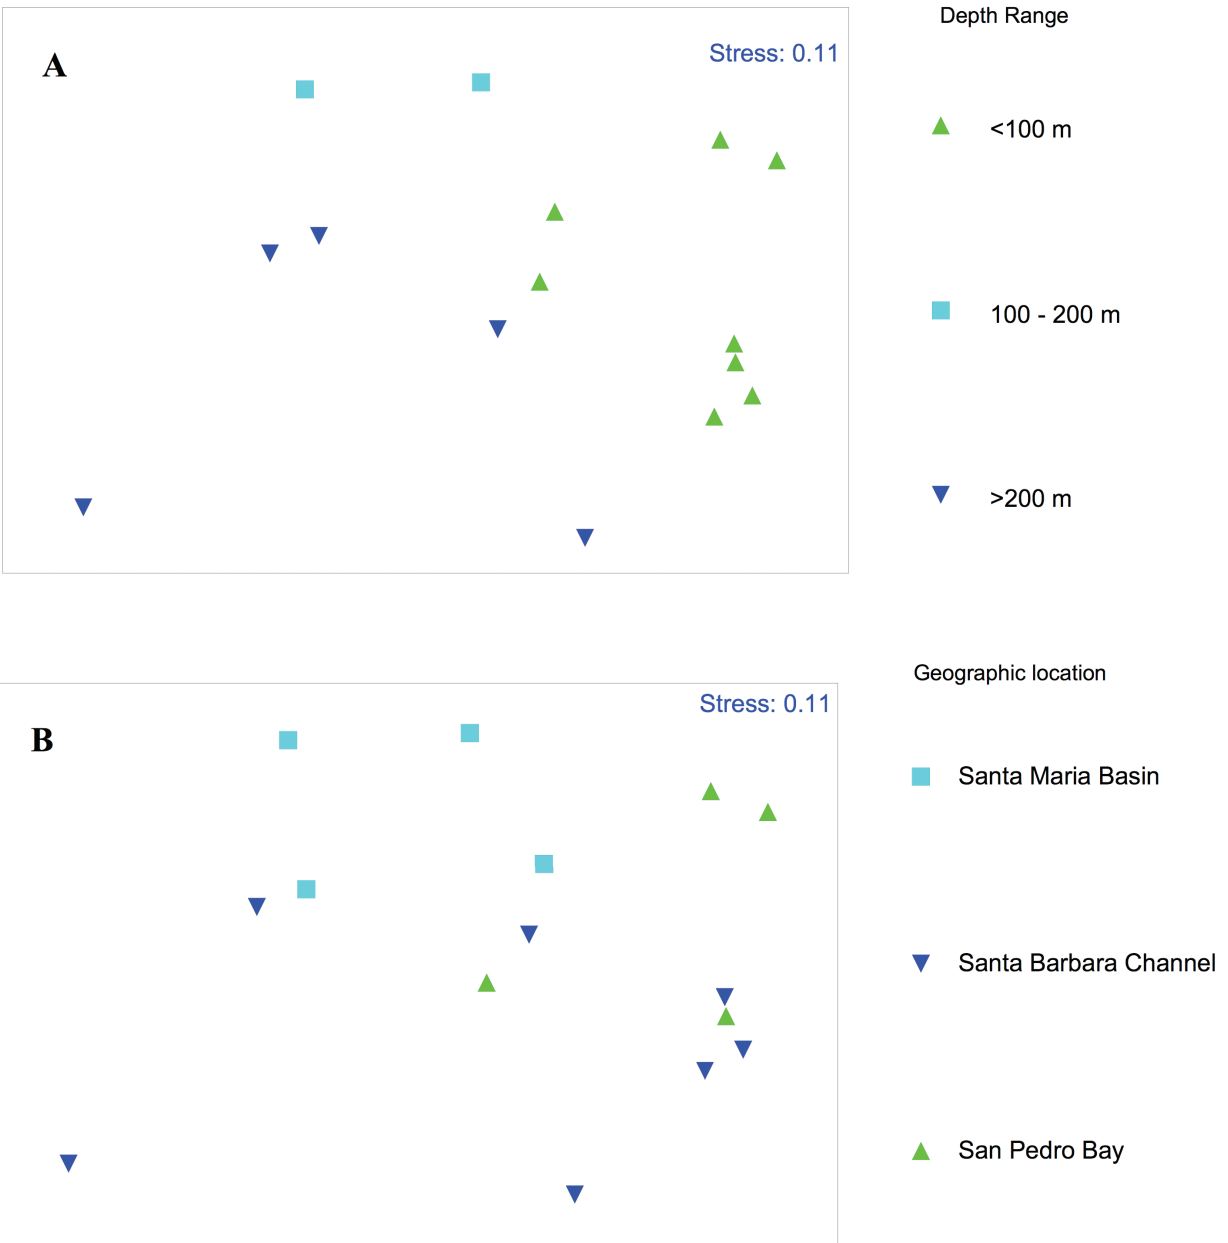 Depth Range
A
Stress: 0.11
<100 m
100 - 200 m
>200 m
Geographic location
Stress: 0.11
B
Santa Maria Basin
Santa Barbara Channel
San Pedro Bay